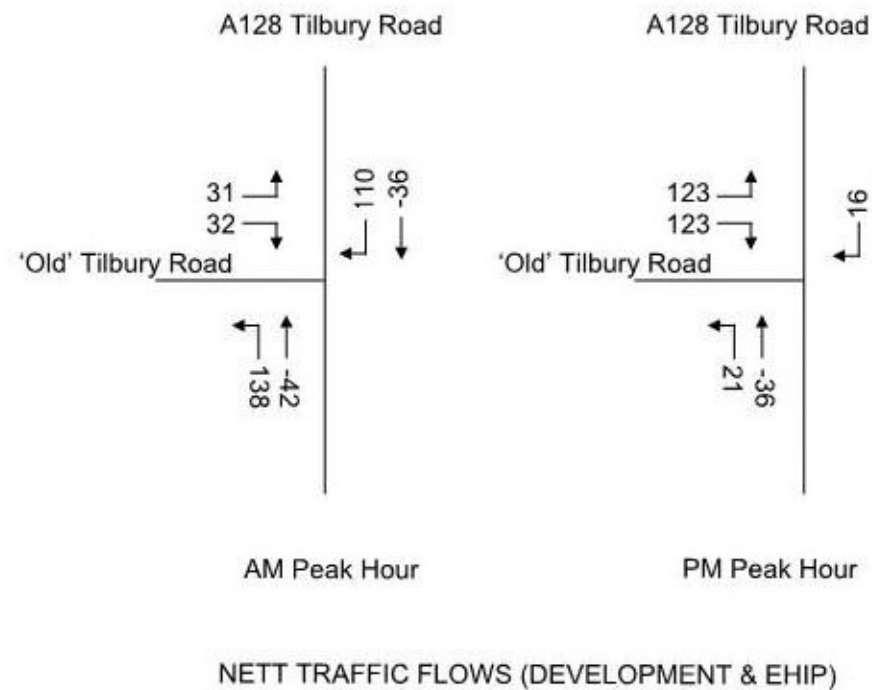 A128 Tilbury Road
31
32
110
-36
'Old' Tilbury Road
138
-42
AM Peak Hour
A128 Tilbury Road
123
123
16
'Old' Tilbury Road
21
-36
PM Peak Hour
NETT TRAFFIC FLOWS (DEVELOPMENT & EHIP)